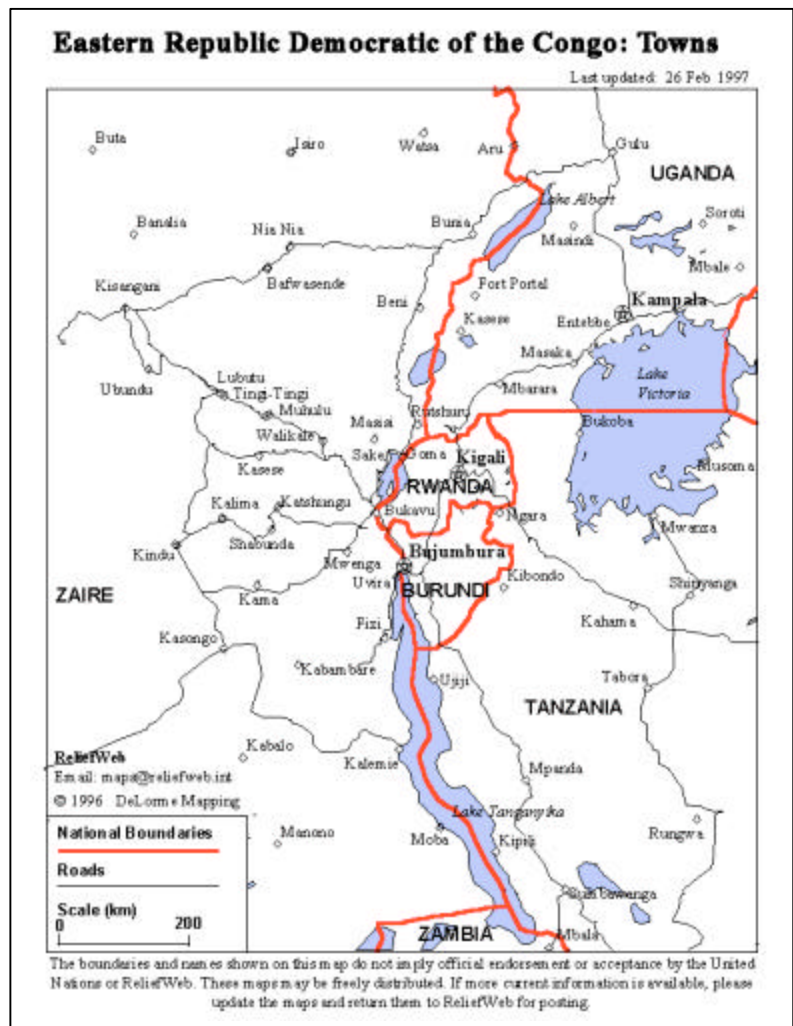 Eastern Republic Democratic of the Congo: Towns
Last updated: 26 Feb 1997
Buta
Isiro
Watsa
Aru
Gulu
UGANDA
Lake Albert
Soroti
Banalia
Nia Nia
Bunia
Masindi
Mbale
Bafwasende
Kisangani
Beni
Fort Portal
Kampala
Kasese
Entebbe
Masaka
Ubundu
Lubutu
Tingi-Tingi
Mbarara
Lake
Victoria
Muhulu
Masisi
Rutshuru
Bukoba
Walikale
Sake
Goma
Kigali
Kasese
RWANDA
Musoma
Kalima
Katshungu
Bukavu
Ngara
Mwanza
Shabunda
Kindu
Mwenga
Bujumbura
Uvira
BURUNDI
Kibondo
Shinyanga
ZAIRE
Kama
Kahama
Fizi
Kasongo
Kabambare
Ujiji
Tabora
TANZANIA
Kabalo
Kalemie
Mpanda
ReliefWeb
Email: maps@reliefweb.int
© 1996 DeLorme Mapping
Lake Tanganyika
National Boundaries
Manono
Moba
Kipili
Rungwa
Roads
Scale (km)
0 200
Sumbawanga
ZAMBIA
Mbala
The boundaries and names shown on this map do not imply official endorsement or acceptance by the United
Nations or ReliefWeb. These maps may be freely distributed. If more current information is available, please
update the maps and return them to ReliefWeb for posting.